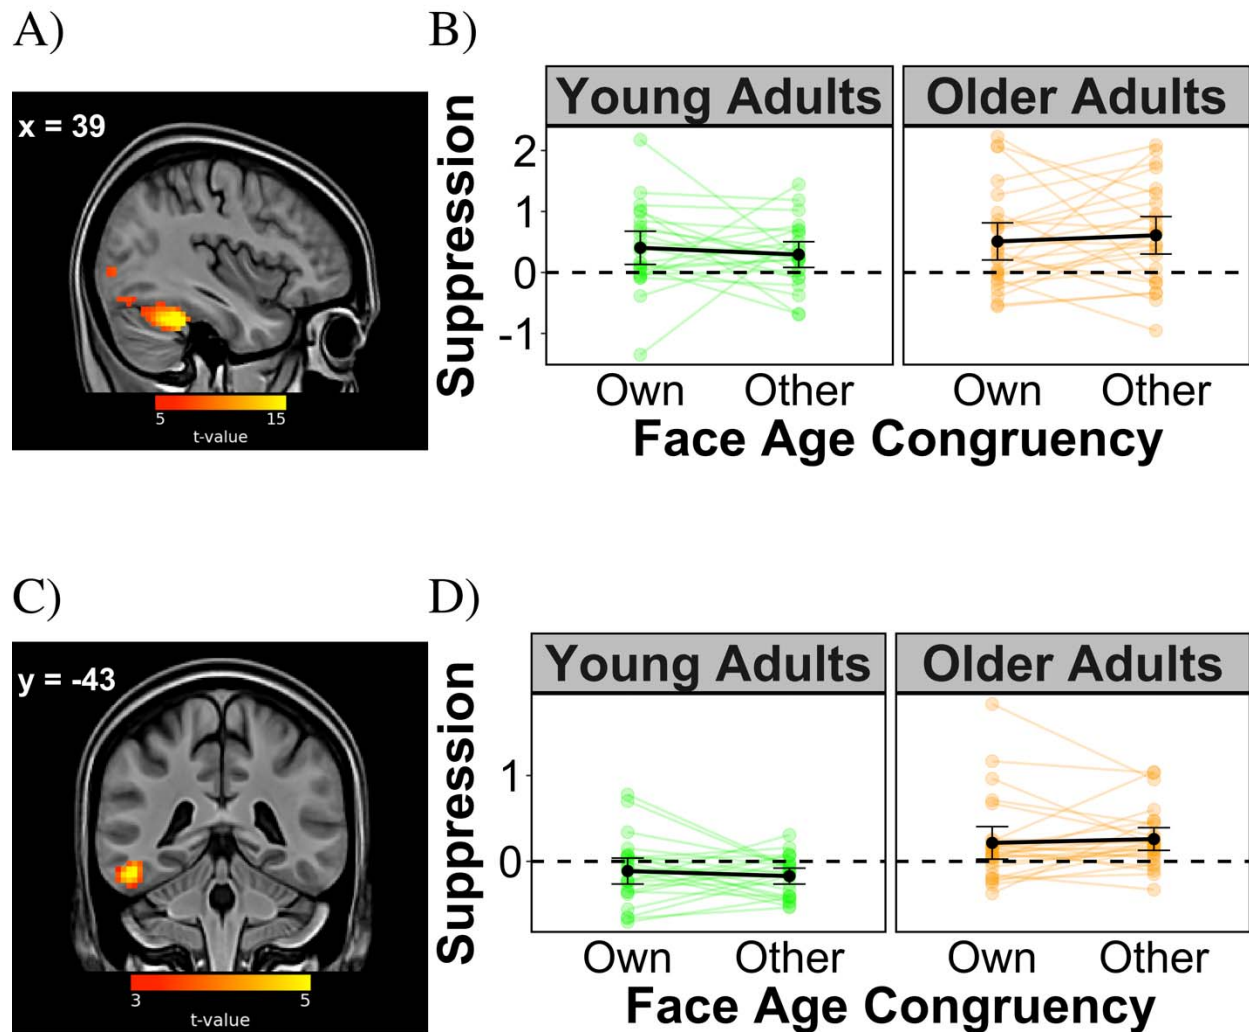 A)
x = 39
5 15
t-value
B)
Young Adults Older Adults
Suppression
2
1
0
-1
Own Other Own Other
Face Age Congruency
C)
y = -43
3 5
t-value
D)
Young Adults Older Adults
Suppression
1
0
Own Other Own Other
Face Age Congruency